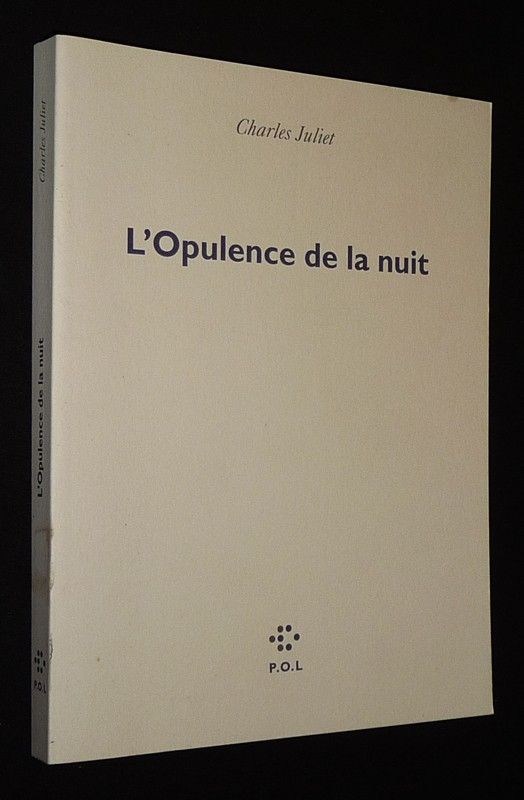 Charles Juliet
L'Opulence de la nuit
P.O.L
Charles Juliet
L'Opulence de la nuit
P.O.L